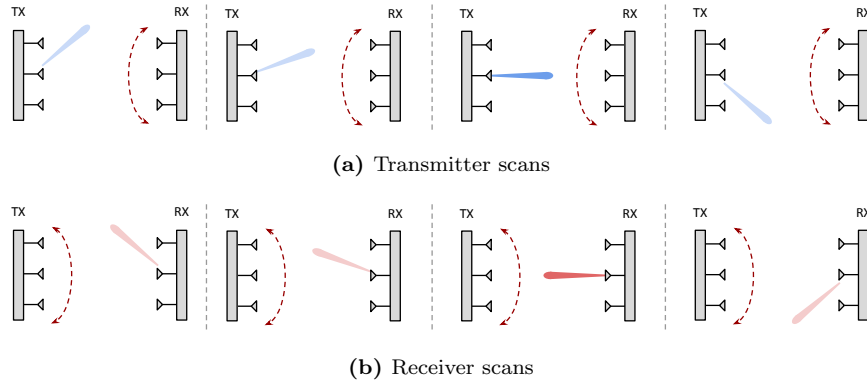 TX RX TX RX TX RX TX RX
(a) Transmitter scans
TX RX TX RX TX RX TX RX
(b) Receiver scans